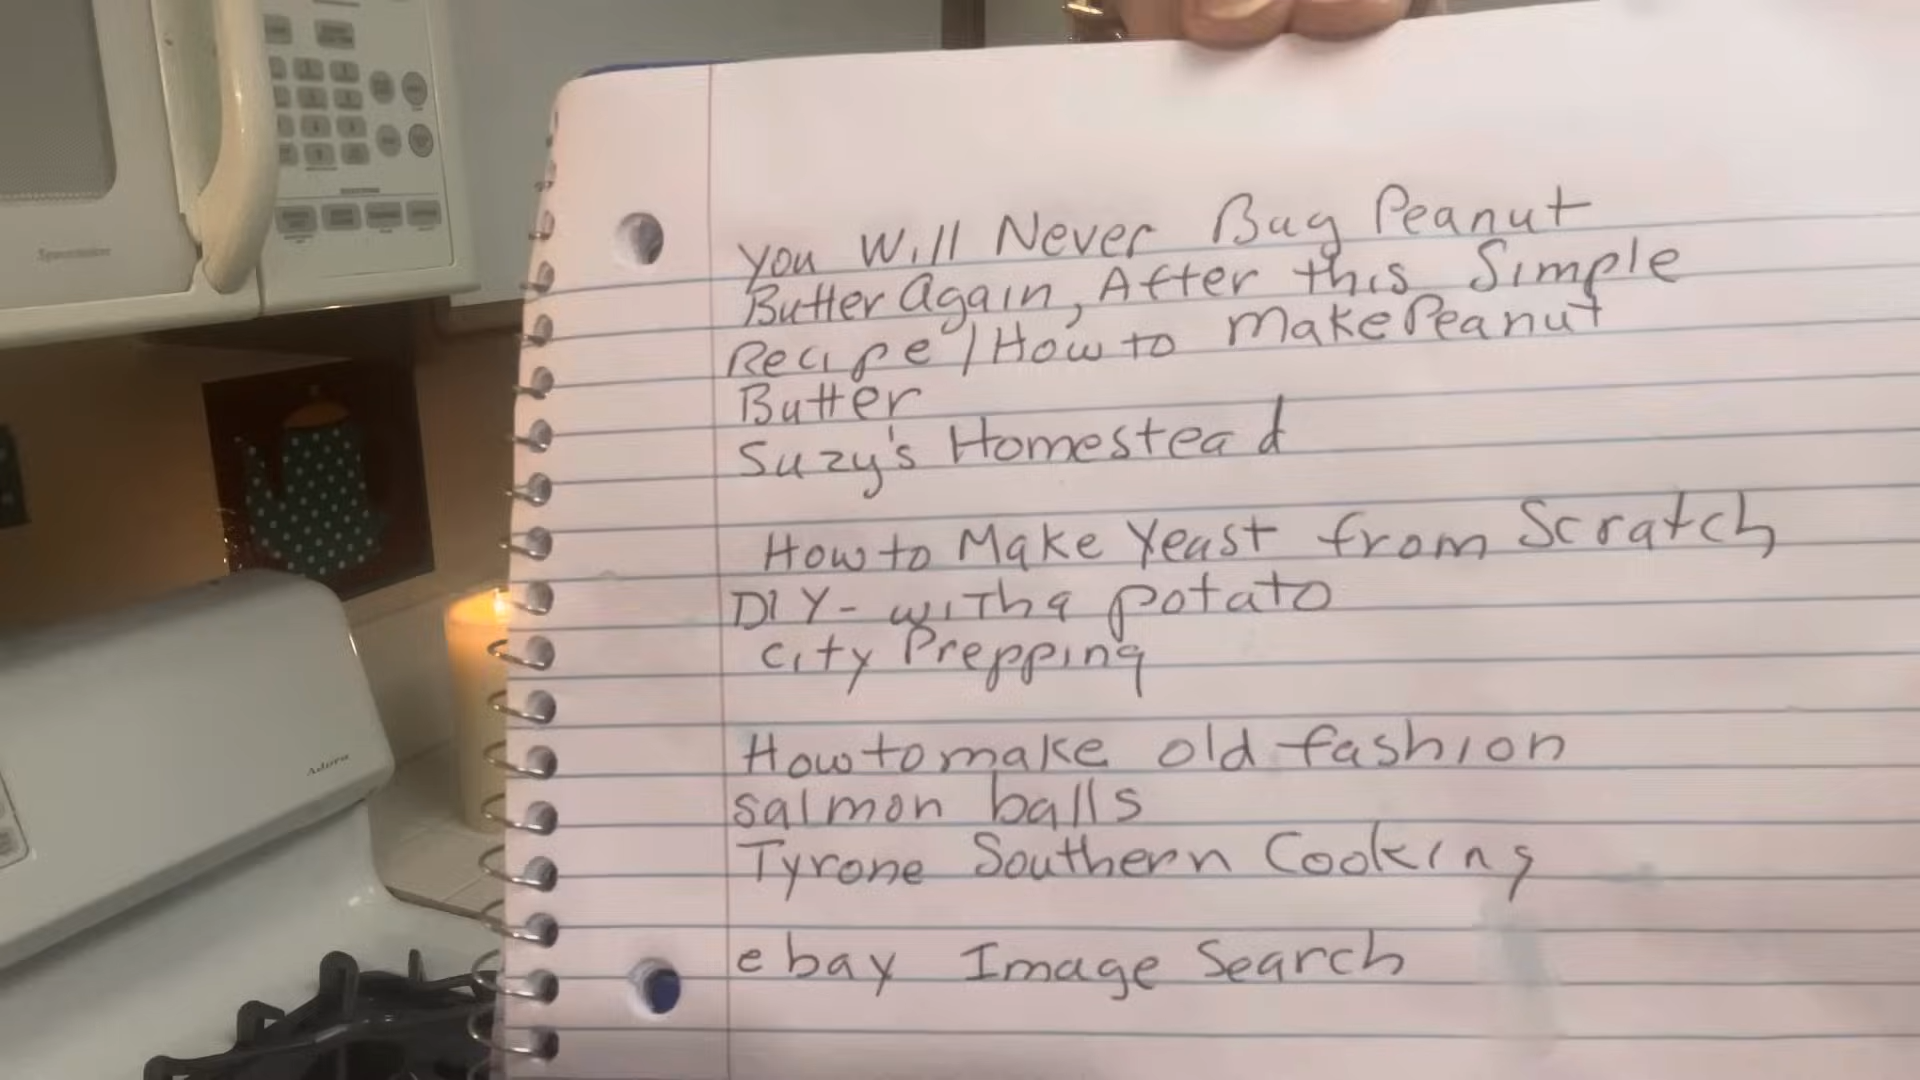 Spacemaker
You Will Never Buy Peanut
Butter Again, After this Simple
Recipe / How to Make Peanut
Butter
Suzy's Homestead
How to Make Yeast from Scratch
DIY - with a potato
City Prepping
How to make old fashion
salmon balls
Tyrone Southern Cooking
ebay Image Search
Adora